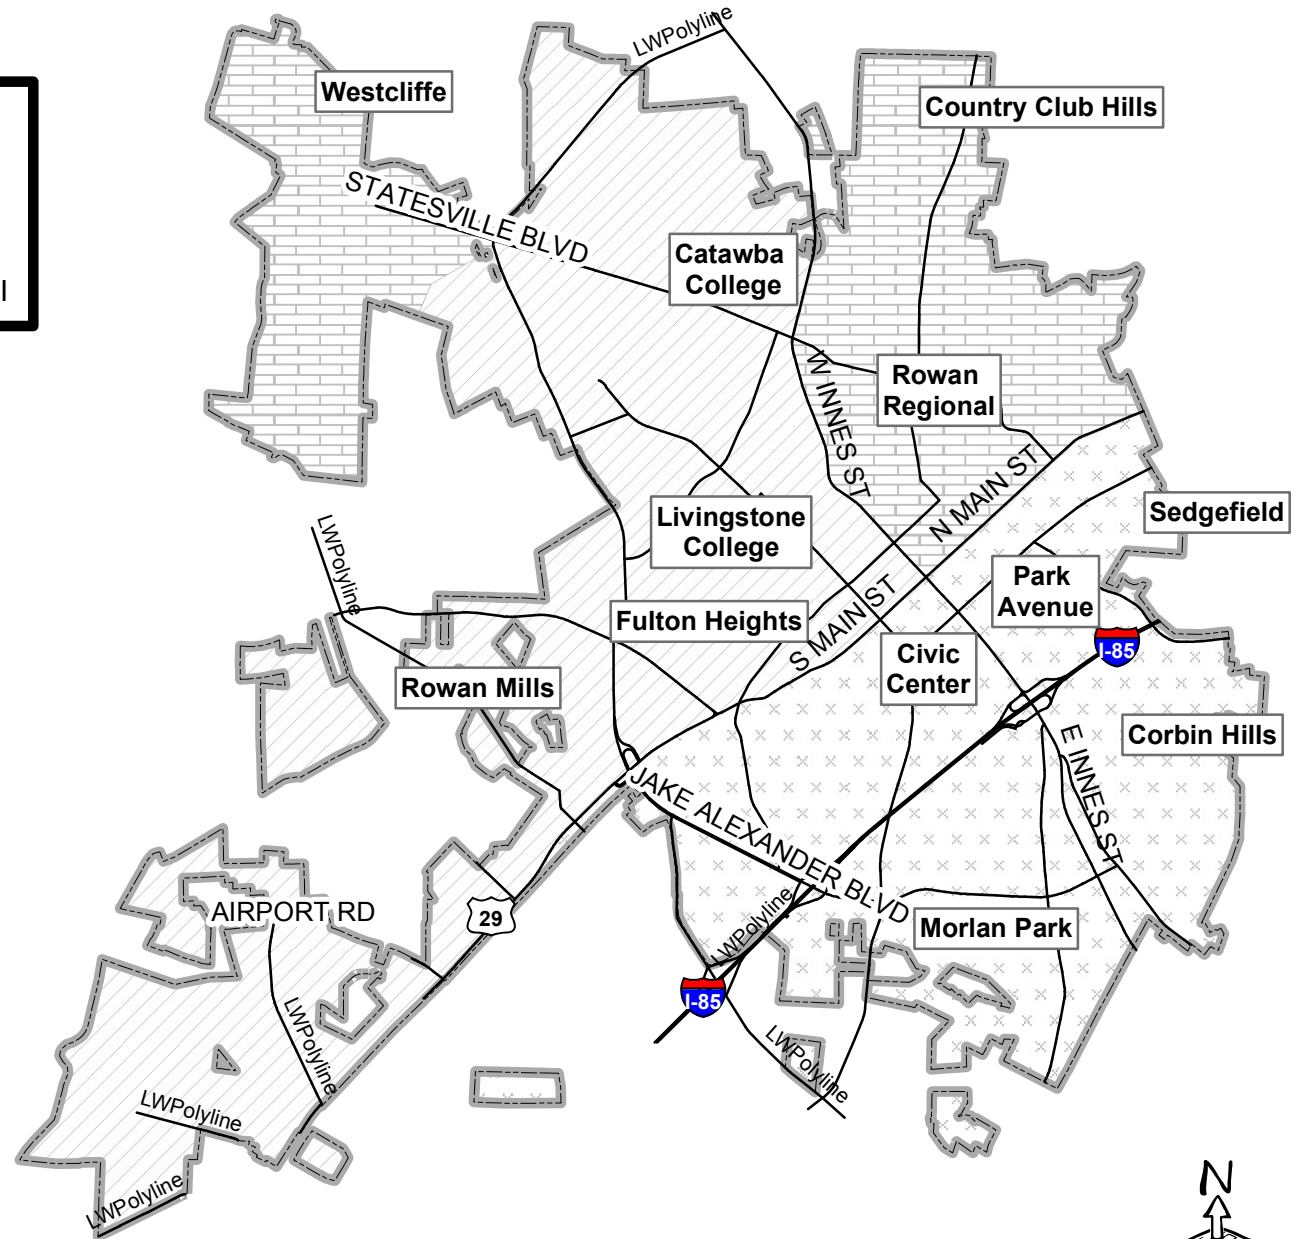 LWPolyline
Westcliffe
Country Club Hills
STATESVILLE BLVD
Catawba
College
l
W INNES ST
Rowan
Regional
N MAIN ST
Livingstone
College
Sedgefield
LWPolyline
Park
Avenue
Fulton Heights
S MAIN ST
Civic
Center
I-85
Rowan Mills
Corbin Hills
E INNES ST
JAKE ALEXANDER BLVD
AIRPORT RD
29
LWPolyline
Morlan Park
I-85
LWPolyline
LWPolyline
LWPolyline
LWPolyline
N